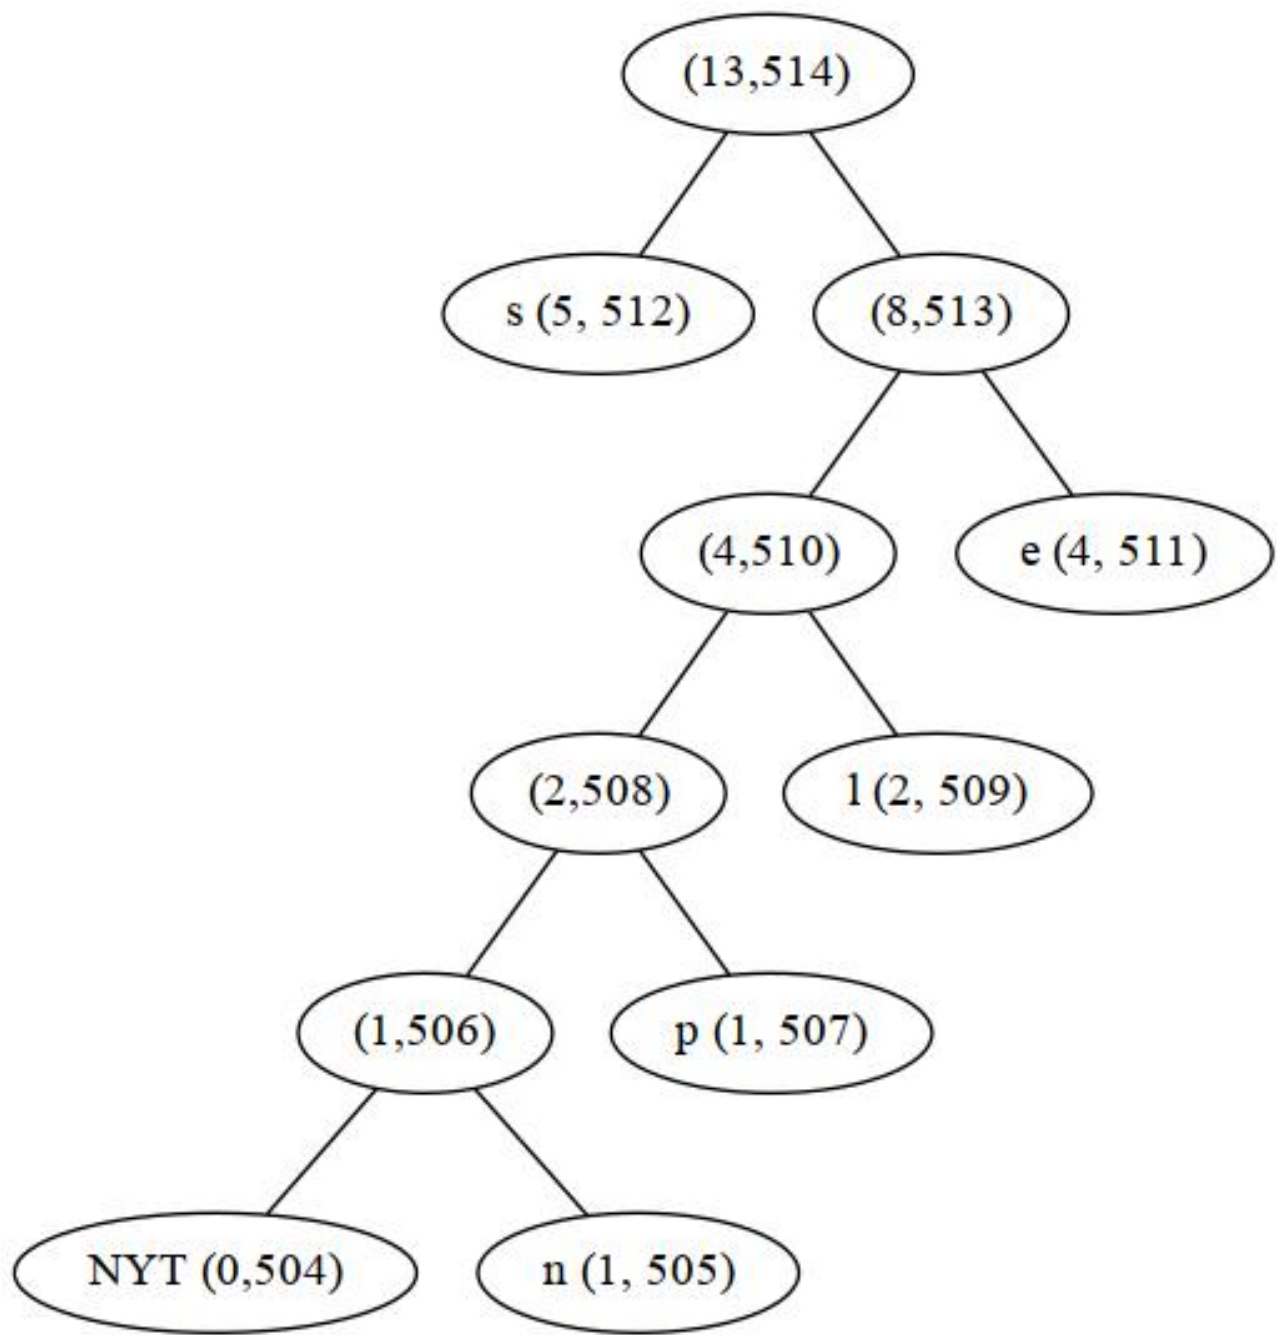 (13,514)
s (5, 512)
(8,513)
(4,510)
e (4, 511)
(2,508)
l (2, 509)
(1,506)
p (1, 507)
NYT (0,504)
n (1, 505)